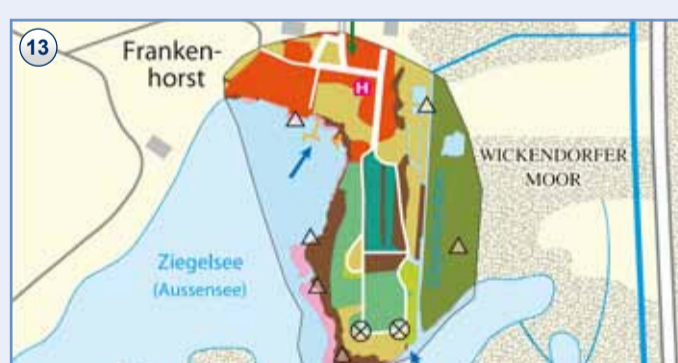 13
Franken-
horst
H
WICKENDORFER
MOOR
Ziegelsee
(Aussensee)